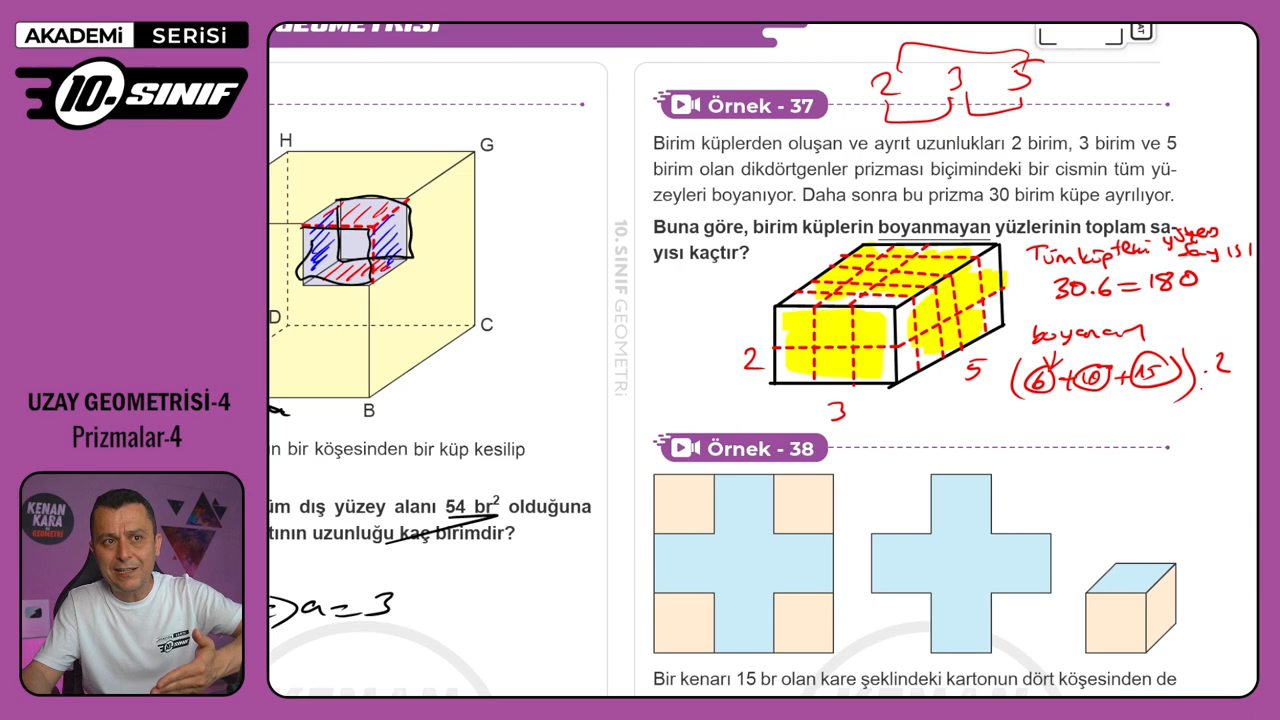 AKADEMİ SERİSİ
10. SINIF
UZAY GEOMETRİSİ-4
Prizmalar-4
KENAN
KARA
GEOMETRİ
GEOMETRİSİ
H
G
D
C
B
n bir köşesinden bir küp kesilip
üm dış yüzey alanı 54 br² olduğuna
tının uzunluğu kaç birimdir?
a = 3
10. SINIF GEOMETRİ
2 3 5
Örnek - 37
Birim küplerden oluşan ve ayrıt uzunlukları 2 birim, 3 birim ve 5
birim olan dikdörtgenler prizması biçimindeki bir cismin tüm yü-
zeyleri boyanıyor. Daha sonra bu prizma 30 birim küpe ayrılıyor.
Buna göre, birim küplerin boyanmayan yüzlerinin toplam sa-
yısı kaçtır?
Tüm küpteki yüzey
sayısı
30.6 = 180
boyanan
(6 + 10 + 15) . 2
2
3
5
Örnek - 38
Bir kenarı 15 br olan kare şeklindeki kartonun dört köşesinden de
KENAN